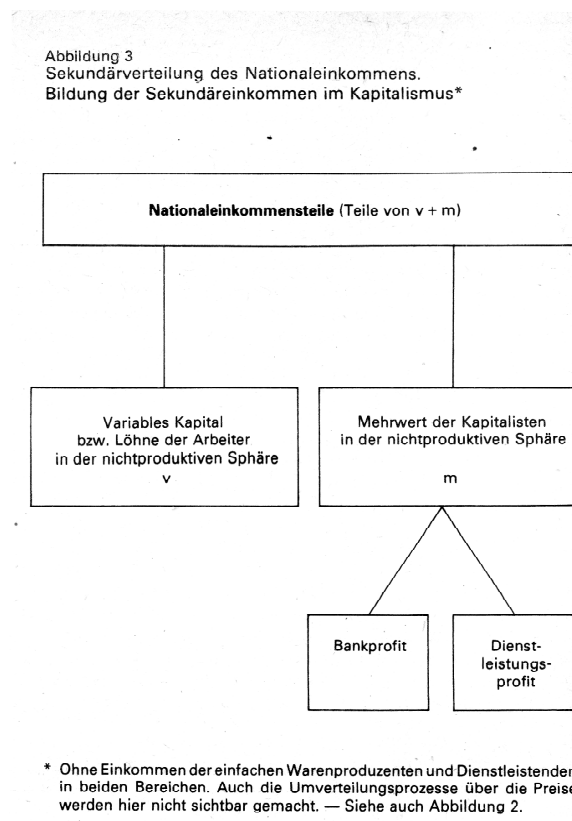 Abbildung 3
Sekundärverteilung des Nationaleinkommens.
Bildung der Sekundäreinkommen im Kapitalismus*
Nationaleinkommensteile (Teile von v + m)
Variables Kapital
bzw. Löhne der Arbeiter
in der nichtproduktiven Sphäre
v
Mehrwert der Kapitalisten
in der nichtproduktiven Sphäre
m
Bankprofit
Dienst-
leistungs-
profit
* Ohne Einkommen der einfachen Warenproduzenten und Dienstleistenden
in beiden Bereichen. Auch die Umverteilungsprozesse über die Preise
werden hier nicht sichtbar gemacht. — Siehe auch Abbildung 2.